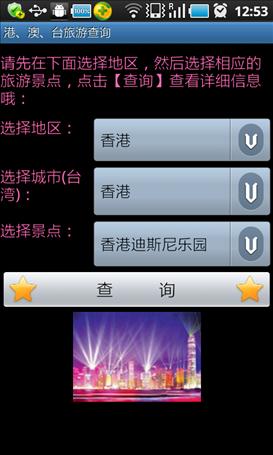 100%
12:53
港、澳、台旅游查询
请先在下面选择地区，然后选择相应的
旅游景点，点击【查询】查看详细信息
哦：
选择地区：
香港
选择城市(台
湾)：
香港
选择景点：
香港迪斯尼乐园
查 询